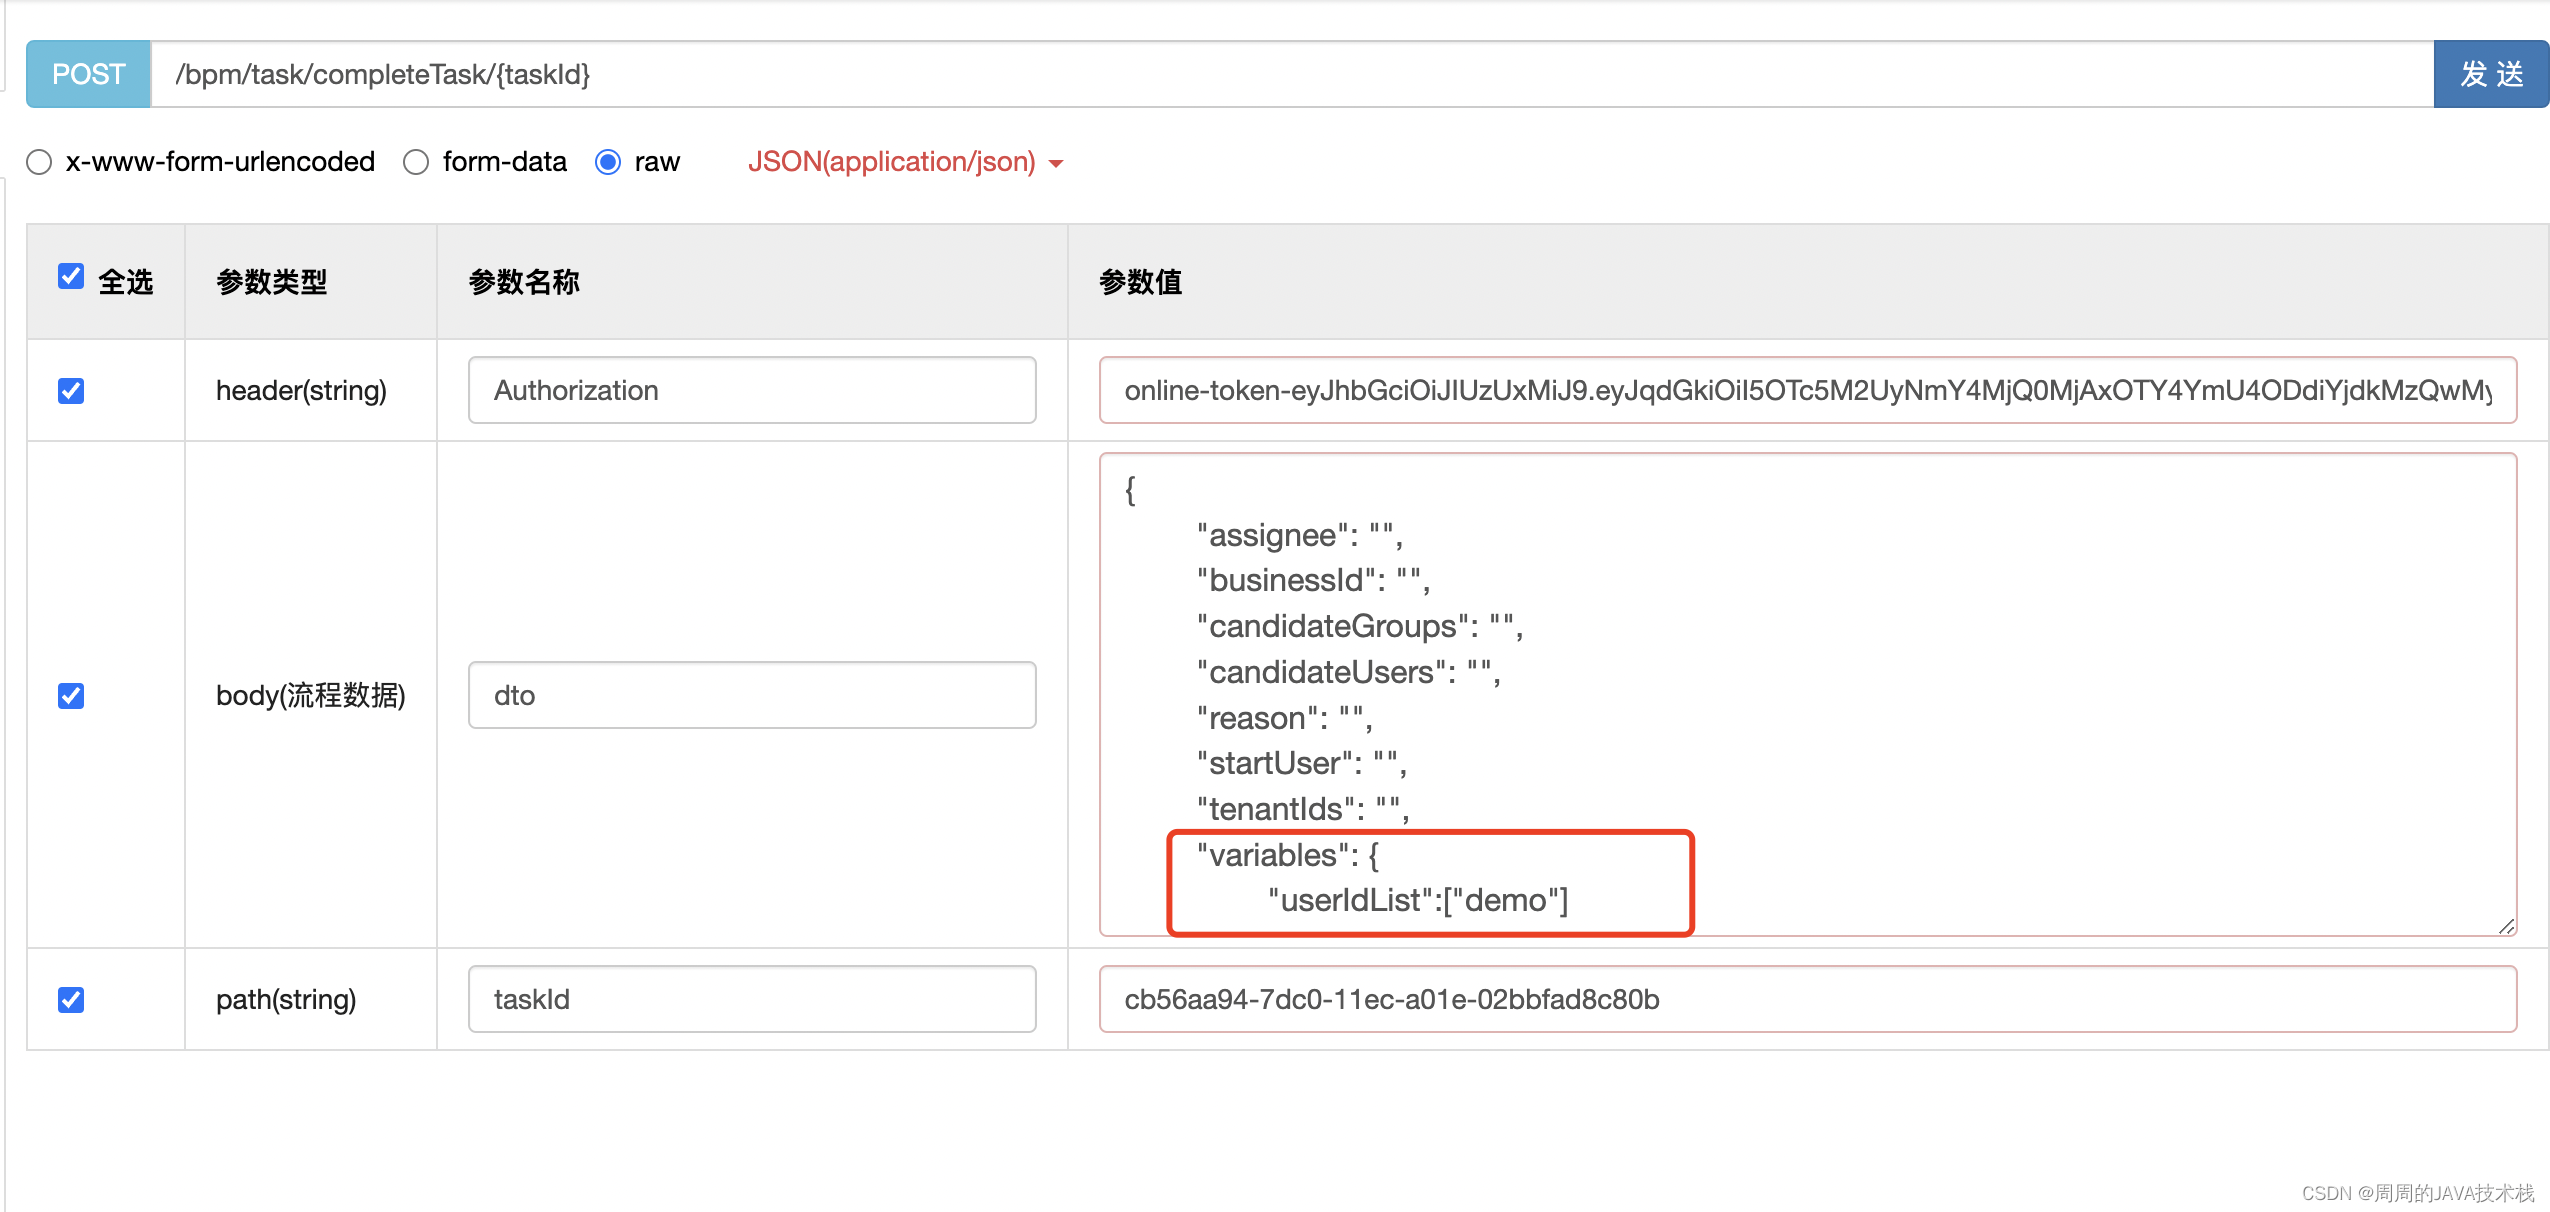 POST /bpm/task/completeTask/{taskId} 发 送
x-www-form-urlencoded form-data raw JSON(application/json)
全选 参数类型 参数名称 参数值
header(string) Authorization online-token-eyJhbGciOiJIUzUxMiJ9.eyJqdGkiOiI5OTc5M2UyNmY4MjQ0MjAxOTY4YmU4ODdiYjdkMzQwMy
body(流程数据) dto
{
"assignee": "",
"businessId": "",
"candidateGroups": "",
"candidateUsers": "",
"reason": "",
"startUser": "",
"tenantIds": "",
"variables": {
"userIdList":["demo"]
path(string) taskId cb56aa94-7dc0-11ec-a01e-02bbfad8c80b
CSDN @周周的JAVA技术栈